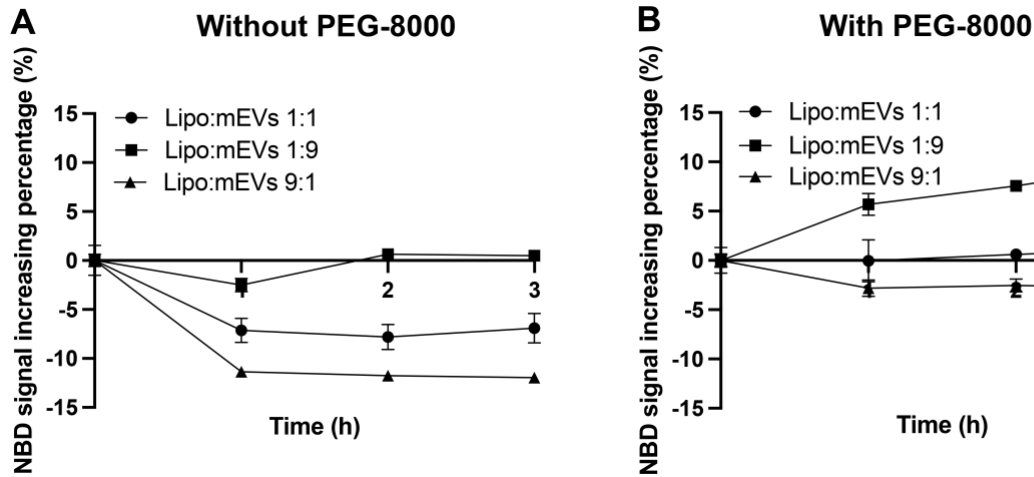 A
Without PEG-8000
NBD signal increasing percentage (%)
15
10
5
0
-5
-10
-15
Lipo:mEVs 1:1
Lipo:mEVs 1:9
Lipo:mEVs 9:1
2
3
Time (h)
B
With PEG-8000
NBD signal increasing percentage (%)
15
10
5
0
-5
-10
-15
Lipo:mEVs 1:1
Lipo:mEVs 1:9
Lipo:mEVs 9:1
Time (h)